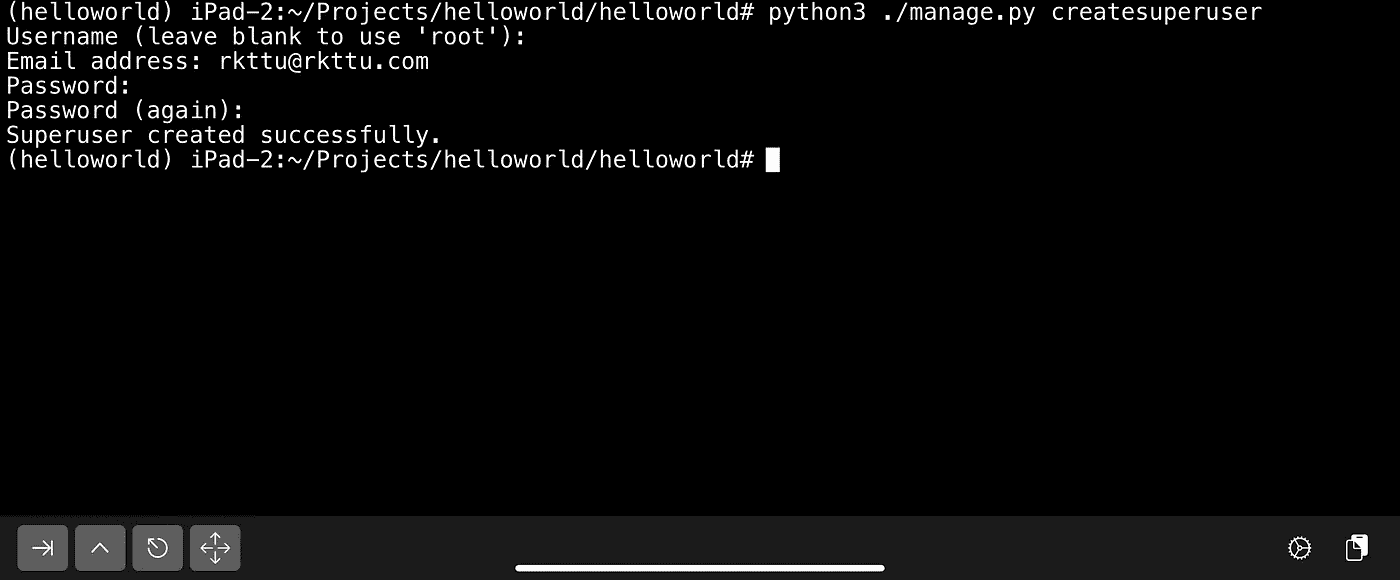 (helloworld) iPad-2:~/Projects/helloworld/helloworld# python3 ./manage.py createsuperuser
Username (leave blank to use 'root'):
Email address: rkttu@rkttu.com
Password:
Password (again):
Superuser created successfully.
(helloworld) iPad-2:~/Projects/helloworld/helloworld#